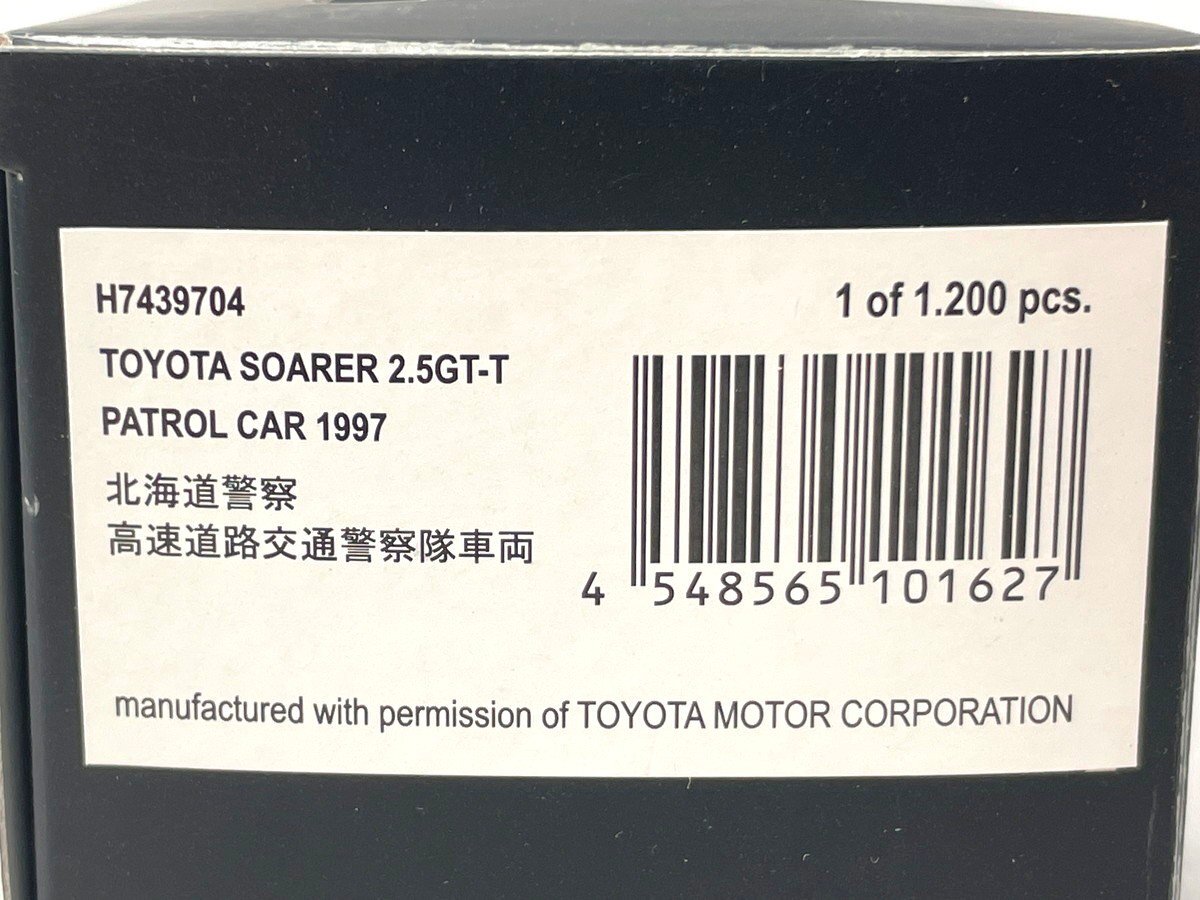 H7439704
1 of 1.200 pcs.
TOYOTA SOARER 2.5GT-T
PATROL CAR 1997
北海道警察
高速道路交通警察隊車両
4 548565 101627
manufactured with permission of TOYOTA MOTOR CORPORATION